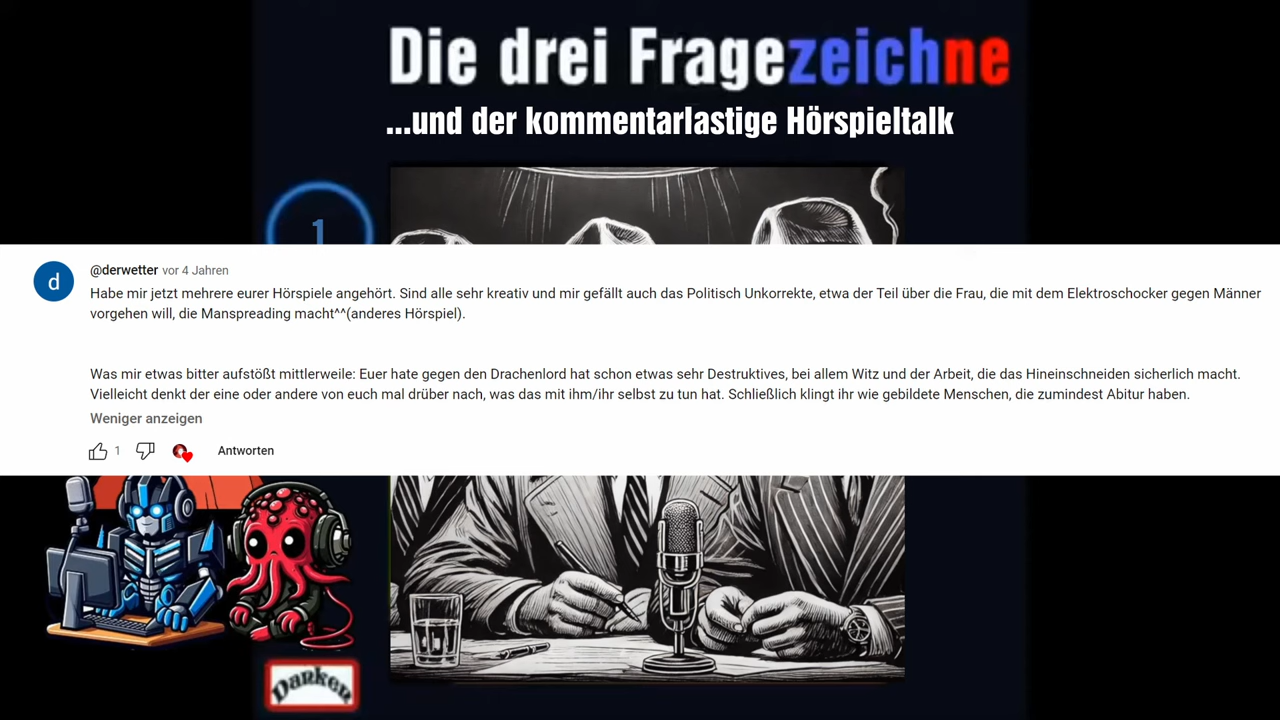 Die drei Fragezeichne
...und der kommentarlastige Hörspieltalk
1
d
@derwetter vor 4 Jahren
Habe mir jetzt mehrere eurer Hörspiele angehört. Sind alle sehr kreativ und mir gefällt auch das Politisch Unkorrekte, etwa der Teil über die Frau, die mit dem Elektroschocker gegen Männer
vorgehen will, die Manspreading macht^^(anderes Hörspiel).
Was mir etwas bitter aufstößt mittlerweile: Euer hate gegen den Drachenlord hat schon etwas sehr Destruktives, bei allem Witz und der Arbeit, die das Hineinschneiden sicherlich macht.
Vielleicht denkt der eine oder andere von euch mal drüber nach, was das mit ihm/ihr selbst zu tun hat. Schließlich klingt ihr wie gebildete Menschen, die zumindest Abitur haben.
Weniger anzeigen
1
Antworten
Danken